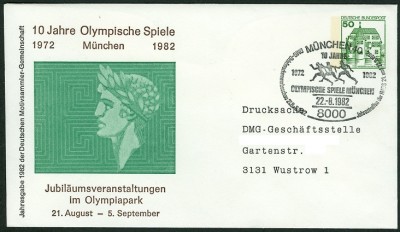 Jahresgabe 1982 der Deutschen Motivsammler-Gemeinschaft
10 Jahre Olympische Spiele
1972 München 1982
Jubiläumsveranstaltungen
im Olympiapark
21. August - 5. September
DEUTSCHE BUNDESPOST
50
MÜNCHEN 40
10 JAHRE
1972 1982
OLYMPISCHE SPIELE MÜNCHEN
22.-8.1982
8000
Drucksache
DMG-Geschäftsstelle
Gartenstr.
3131 Wustrow 1